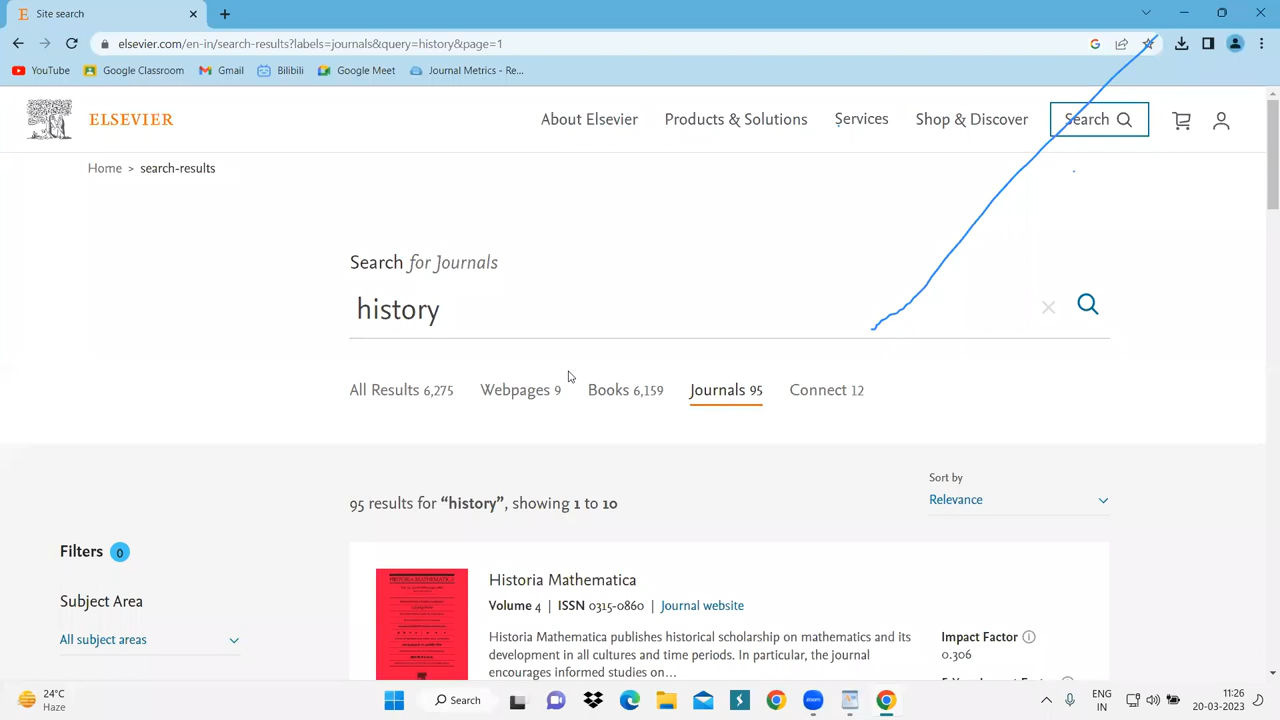 Site search
elsevier.com/en-in/search-results?labels=journals&query=history&page=1
YouTube Google Classroom Gmail Bilibili Google Meet Journal Metrics - Re...
ELSEVIER
About Elsevier Products & Solutions Services Shop & Discover Search
Home > search-results
Search for Journals
history
All Results 6,275 Webpages 9 Books 6,159 Journals 95 Connect 12
Sort by
95 results for “history”, showing 1 to 10
Relevance
Filters 0
Subject Area
All subject areas
HISTORIA MATHEMATICA
Historia Mathematica
Volume 4 | ISSN 0315-0860 | Journal website
Historia Mathematica publishes historical scholarship on mathematics and its
development in all cultures and time periods. In particular, the journal
encourages informed studies on...
Impact Factor
0.306
24°C
Haze
Search
ENG
IN
11:26
20-03-2023